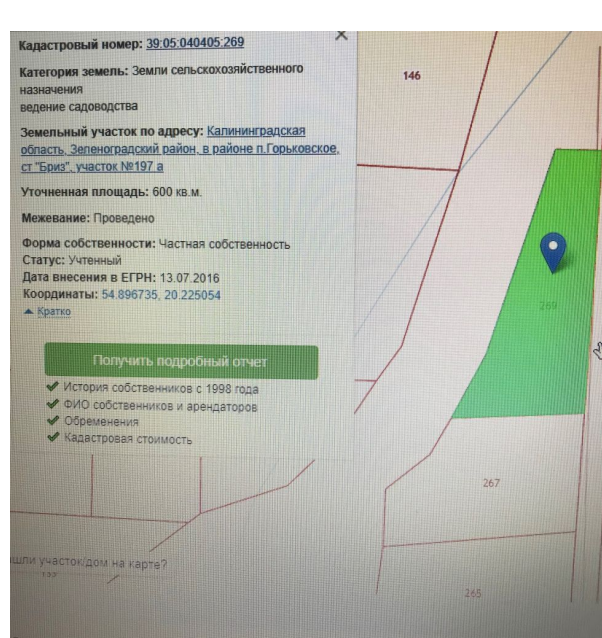 Кадастровый номер: 39:05:040405:269
Категория земель: Земли сельскохозяйственного
назначения
ведение садоводства
Земельный участок по адресу: Калининградская
область, Зеленоградский район, в районе п.Горьковское,
ст "Бриз", участок №197 а
Уточненная площадь: 600 кв.м.
Межевание: Проведено
Форма собственности: Частная собственность
Статус: Учтенный
Дата внесения в ЕГРН: 13.07.2016
Координаты: 54.896735, 20.225054
Кратко
Получить подробный отчет
История собственников с 1998 года
ФИО собственников и арендаторов
Обременения
Кадастровая стоимость
146
269
267
265
участок/дом на карте?